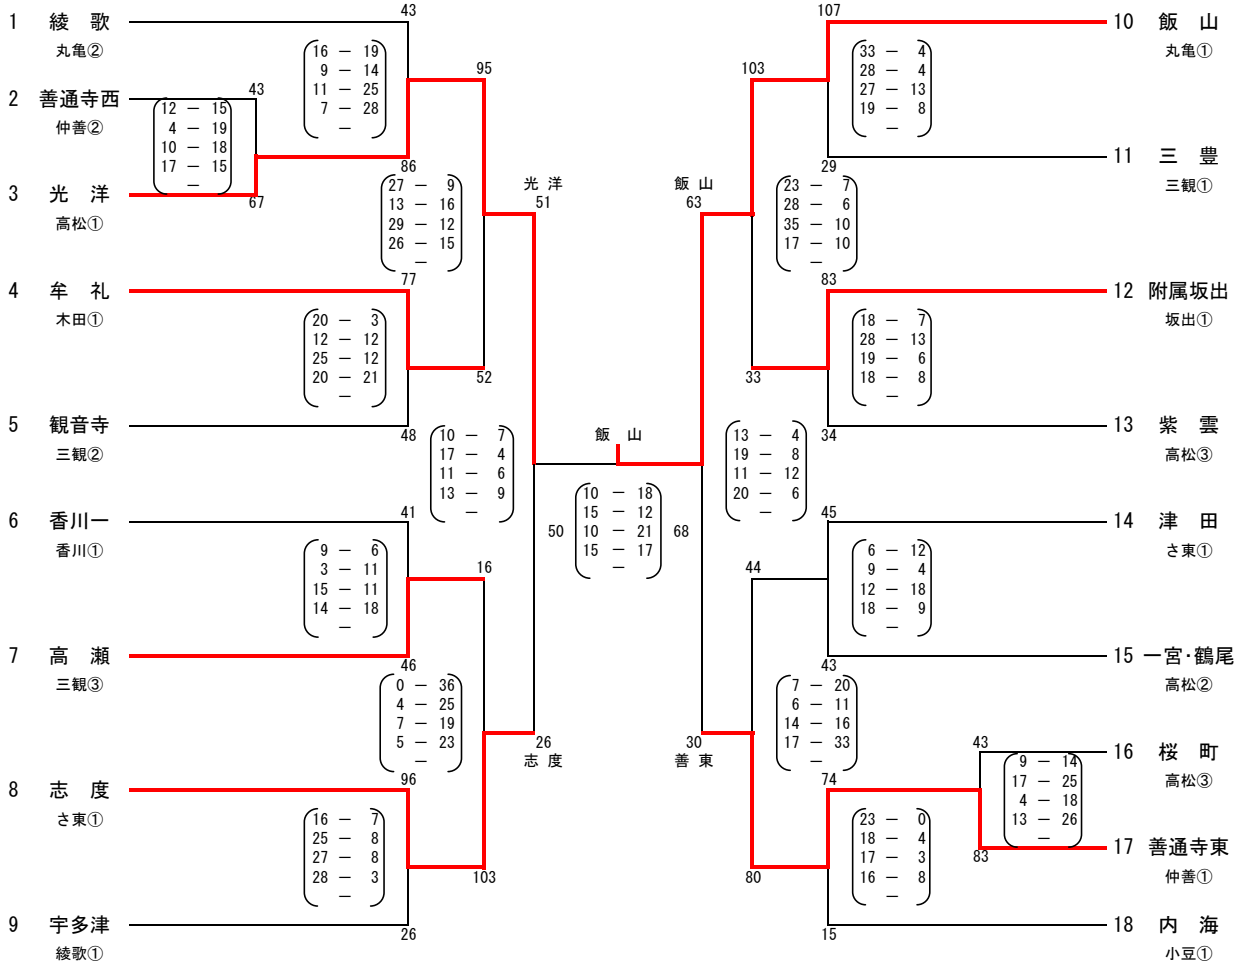 1 綾 歌
丸亀②
43
16 － 19
9 － 14
11 － 25
7 － 28
－
2 善通寺西
仲善②
43
12 － 15
4 － 19
10 － 18
17 － 15
－
3 光 洋
高松①
67
86
95
27 － 9
13 － 16
29 － 12
26 － 15
－
4 牟 礼
木田①
77
20 － 3
12 － 12
25 － 12
20 － 21
－
52
5 観音寺
三観②
48
光 洋
51
10 － 7
17 － 4
11 － 6
13 － 9
－
6 香川一
香川①
41
9 － 6
3 － 11
15 － 11
14 － 18
－
16
7 高 瀬
三観③
46
0 － 36
4 － 25
7 － 19
5 － 23
－
26
志 度
8 志 度
さ東①
96
16 － 7
25 － 8
27 － 8
28 － 3
－
103
9 宇多津
綾歌①
26
飯 山
50
10 － 18
15 － 12
10 － 21
15 － 17
－
68
107
10 飯 山
丸亀①
103
33 － 4
28 － 4
27 － 13
19 － 8
－
29
11 三 豊
三観①
飯 山
63
23 － 7
28 － 6
35 － 10
17 － 10
－
83
12 附属坂出
坂出①
33
18 － 7
28 － 13
19 － 6
18 － 8
－
34
13 紫 雲
高松③
13 － 4
19 － 8
11 － 12
20 － 6
－
45
14 津 田
さ東①
44
6 － 12
9 － 4
12 － 18
18 － 9
－
43
15 一宮・鶴尾
高松②
7 － 20
6 － 11
14 － 16
17 － 33
－
30
善 東
74
43
16 桜 町
高松③
9 － 14
17 － 25
4 － 18
13 － 26
－
83
17 善通寺東
仲善①
80
23 － 0
18 － 4
17 － 3
16 － 8
－
15
18 内 海
小豆①